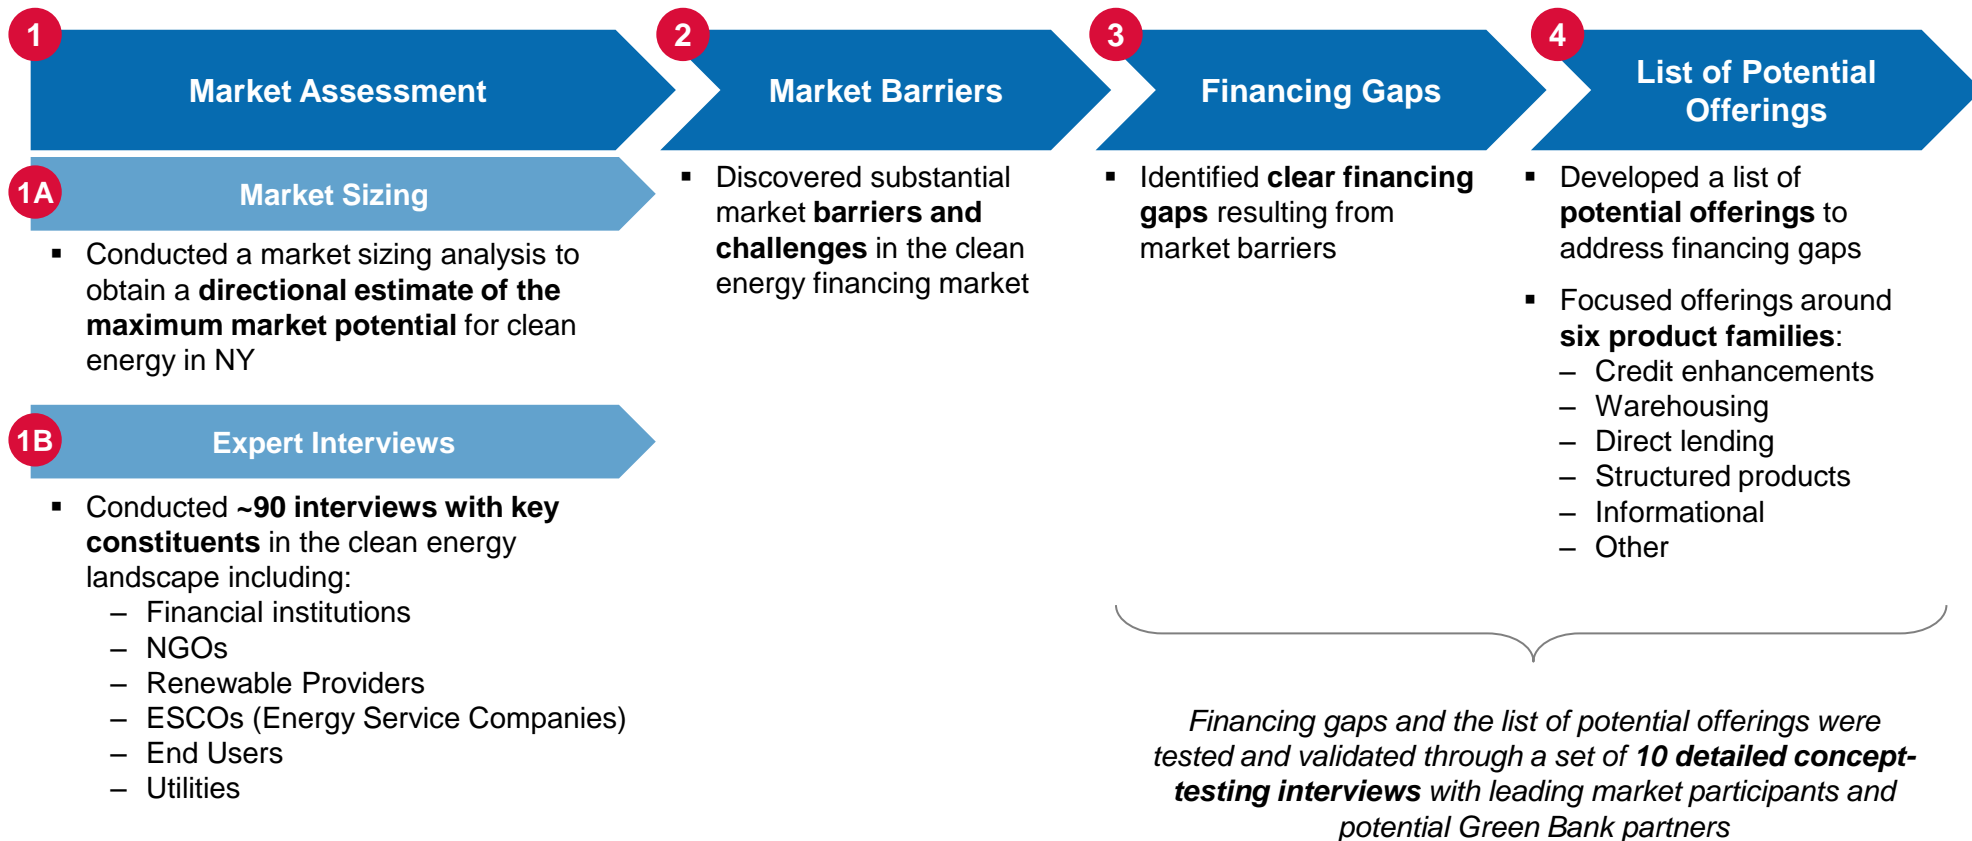 1
Market Assessment
1A
Market Sizing
▪ Conducted a market sizing analysis to
obtain a directional estimate of the
maximum market potential for clean
energy in NY
1B
Expert Interviews
▪ Conducted ~90 interviews with key
constituents in the clean energy
landscape including:
– Financial institutions
– NGOs
– Renewable Providers
– ESCOs (Energy Service Companies)
– End Users
– Utilities
2
Market Barriers
▪ Discovered substantial
market barriers and
challenges in the clean
energy financing market
3
Financing Gaps
▪ Identified clear financing
gaps resulting from
market barriers
4
List of Potential
Offerings
▪ Developed a list of
potential offerings to
address financing gaps
▪ Focused offerings around
six product families:
– Credit enhancements
– Warehousing
– Direct lending
– Structured products
– Informational
– Other
Financing gaps and the list of potential offerings were
tested and validated through a set of 10 detailed concept-
testing interviews with leading market participants and
potential Green Bank partners